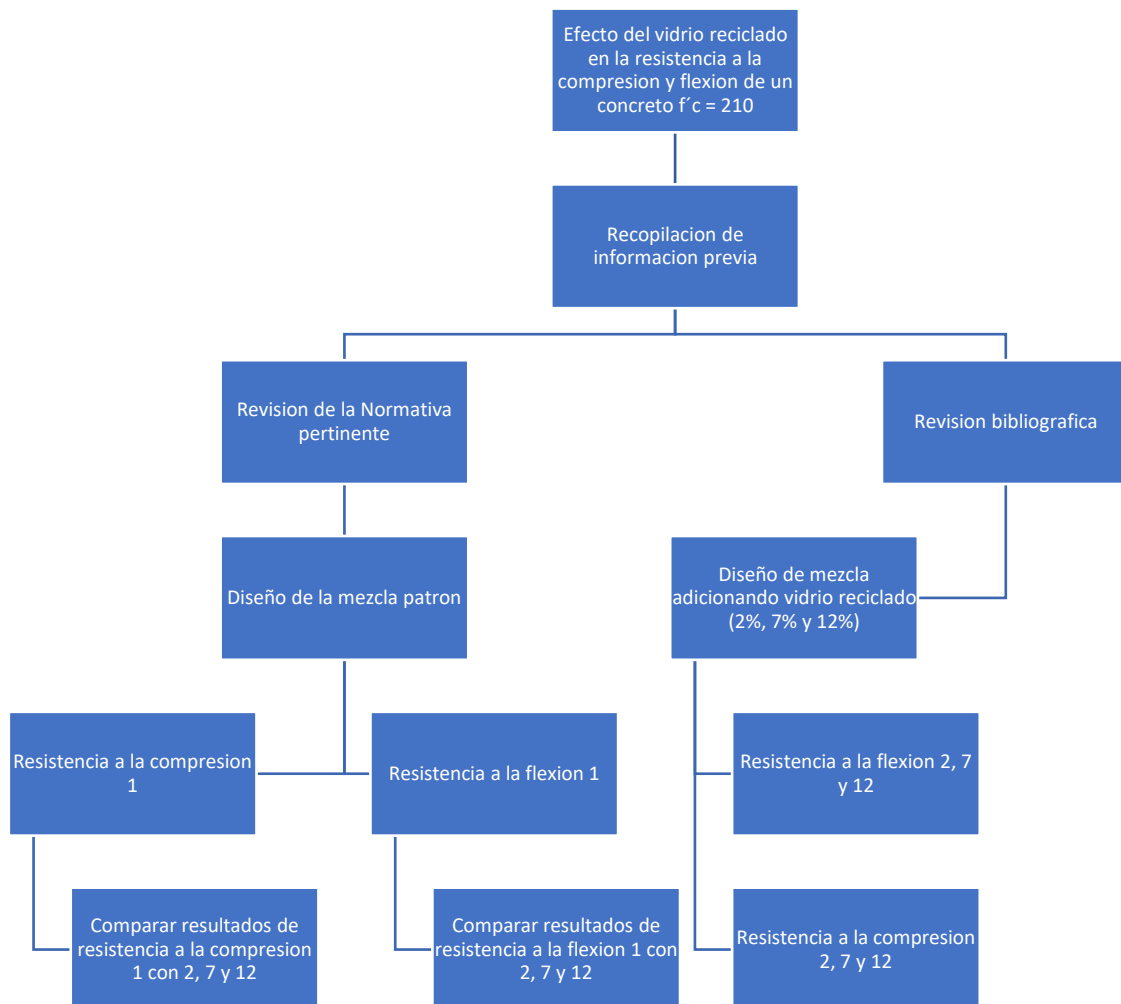 Efecto del vidrio reciclado
en la resistencia a la
compresion y flexion de un
concreto f´c = 210
Recopilacion de
informacion previa
Revision de la Normativa
pertinente
Revision bibliografica
Diseño de la mezcla patron
Diseño de mezcla
adicionando vidrio reciclado
(2%, 7% y 12%)
Resistencia a la compresion
1
Resistencia a la flexion 1
Resistencia a la flexion 2, 7
y 12
Comparar resultados de
resistencia a la compresion
1 con 2, 7 y 12
Comparar resultados de
resistencia a la flexion 1 con
2, 7 y 12
Resistencia a la compresion
2, 7 y 12